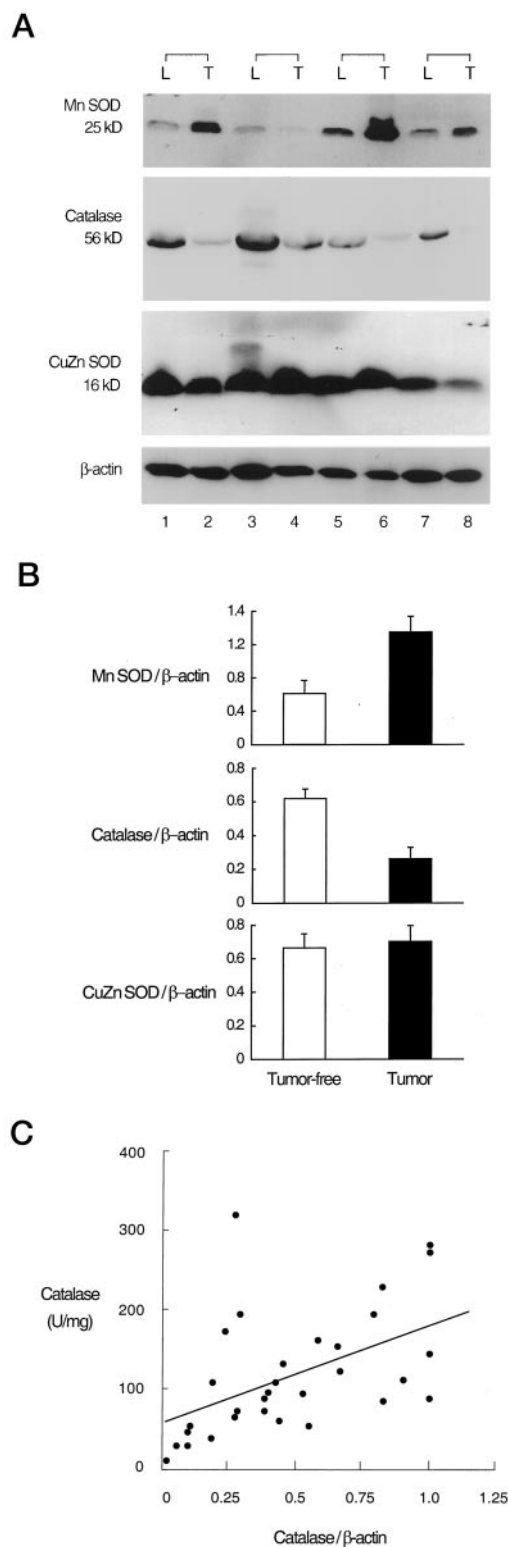 A
L T L T L T L T
Mn SOD
25 kD
Catalase
56 kD
CuZn SOD
16 kD
β-actin
1 2 3 4 5 6 7 8
B
1.4
1.2
0.8
0.4
0
Mn SOD/β–actin
0.8
0.6
0.4
0.2
0
Catalase/β–actin
0.8
0.6
0.4
0.2
0
CuZn SOD/β–actin
Tumor-free Tumor
C
400
300
200
100
0
Catalase
(U/mg)
0 0.25 0.5 0.75 1.0 1.25
Catalase/β-actin